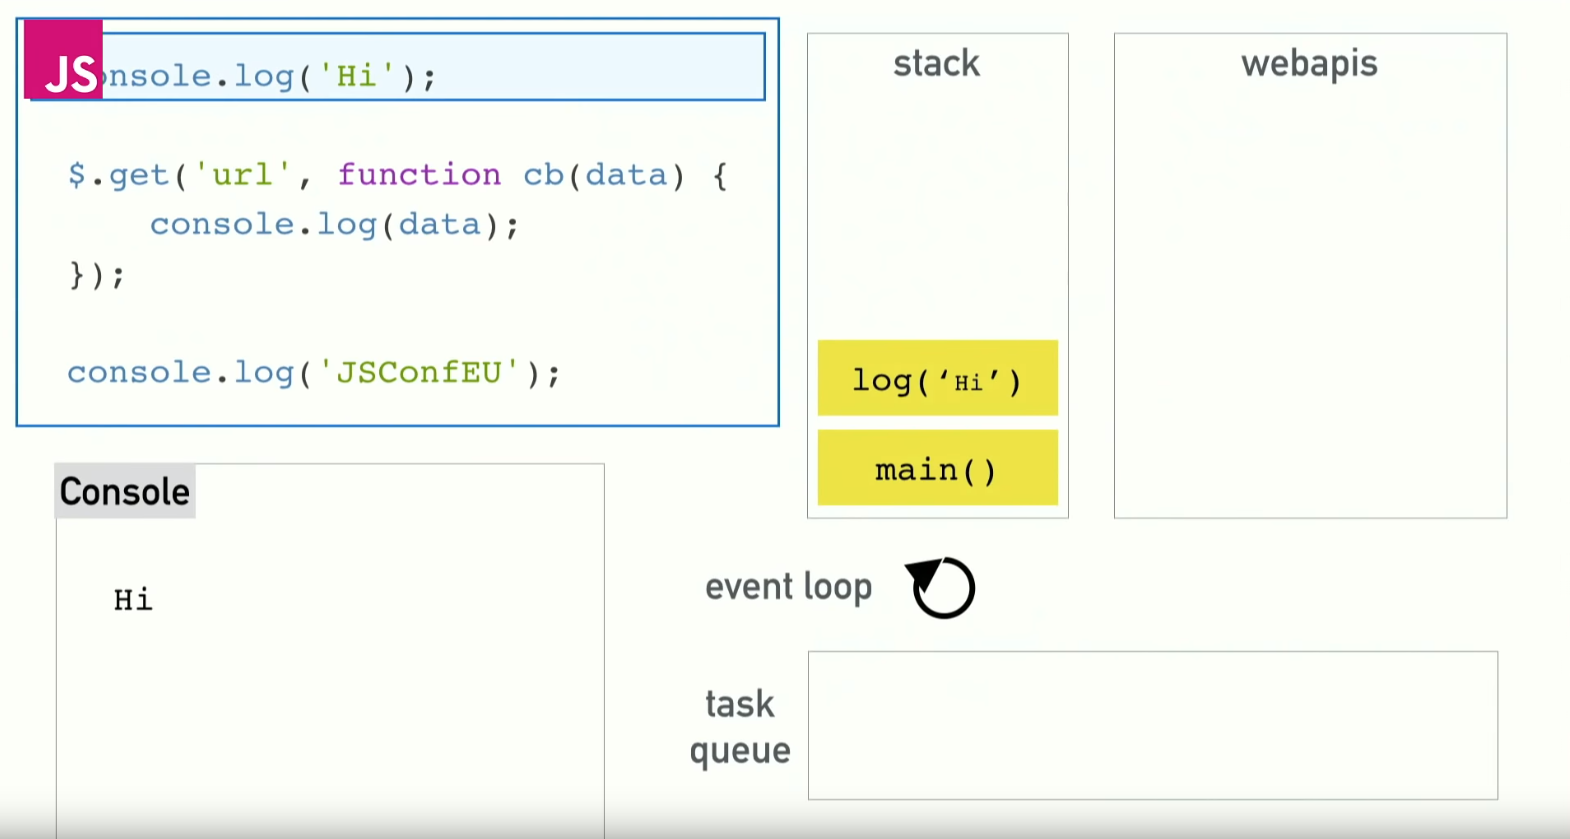 JS
onsole.log('Hi');
$.get('url', function cb(data) {
    console.log(data);
});
console.log('JSConfEU');
Console
Hi
stack
log(‘Hi’)
main()
webapis
event loop
task
queue